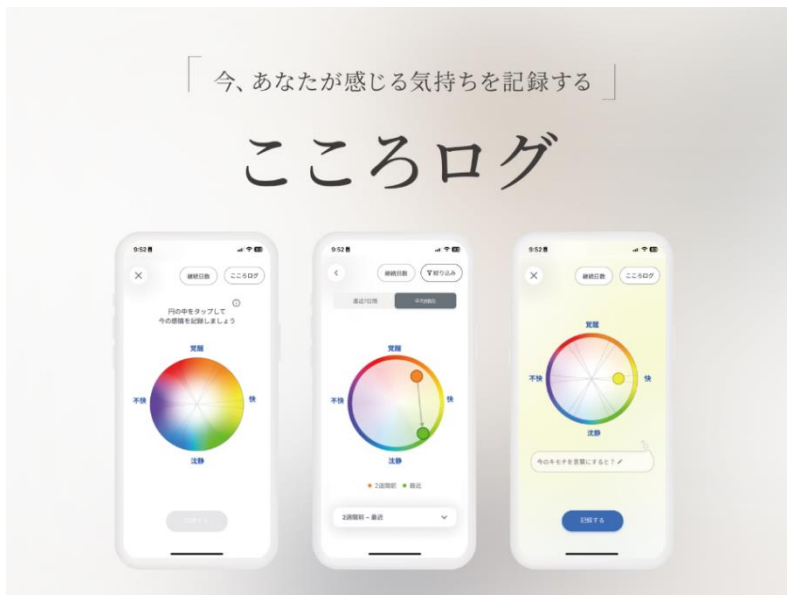 「今、あなたが感じる気持ちを記録する」
こころログ
9:52
継続日数
こころログ
円の中をタップして
今の感情を記録しましょう
覚醒
不快
快
沈静
9:52
継続日数
絞り込み
覚醒
不快
快
沈静
2週間前
最近
2週間前 – 最近
9:52
継続日数
こころログ
覚醒
不快
快
沈静
今のキモチを言葉にすると？
記録する